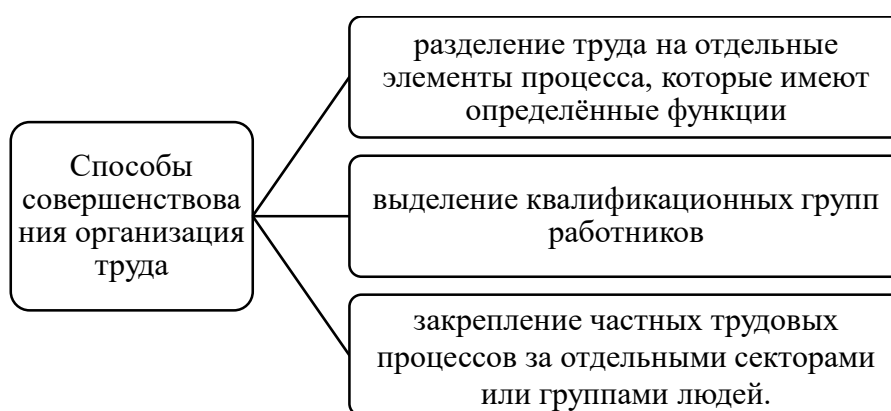 Способы
совершенствова
ния организация
труда
разделение труда на отдельные
элементы процесса, которые имеют
определённые функции
выделение квалификационных групп
работников
закрепление частных трудовых
процессов за отдельными секторами
или группами людей.